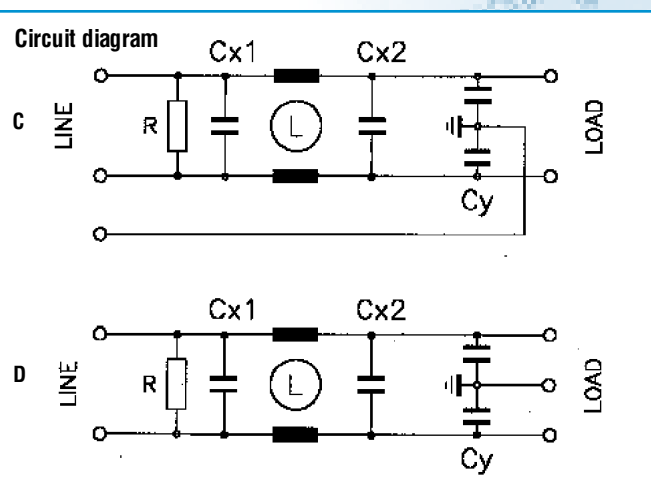 Circuit diagram
Cx1 Cx2
C LINE R L LOAD
Cy
Cx1 Cx2
D LINE R L LOAD
Cy